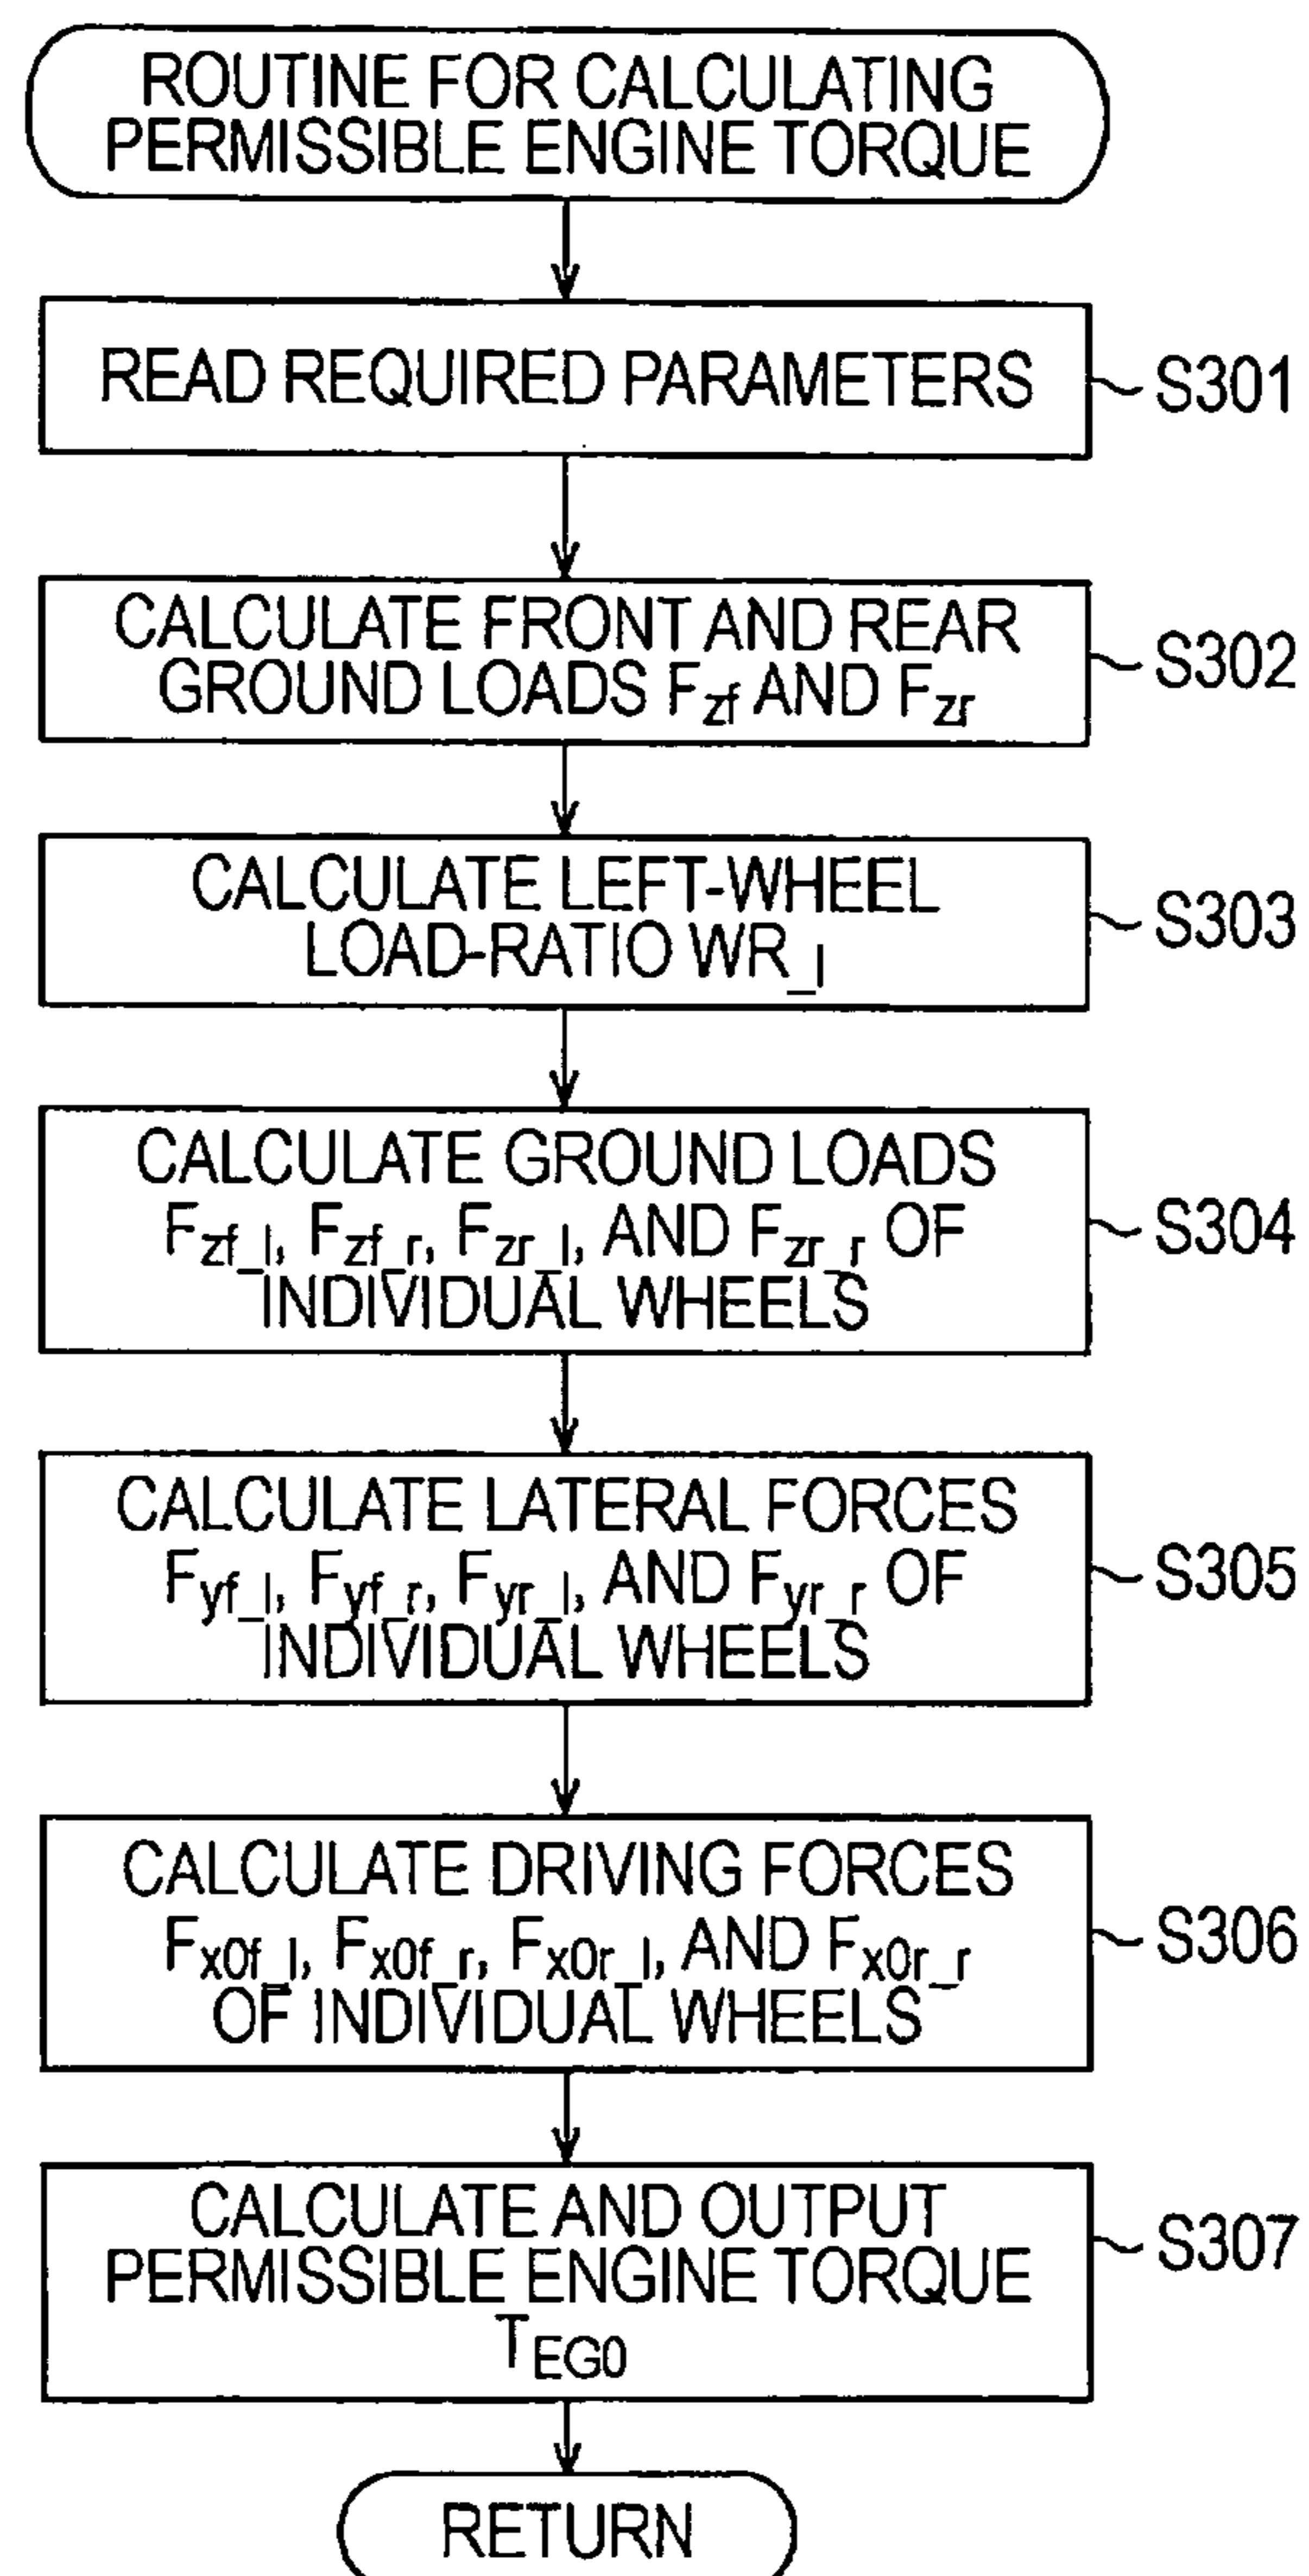 ROUTINE FOR CALCULATING
PERMISSIBLE ENGINE TORQUE
READ REQUIRED PARAMETERS
S301
CALCULATE FRONT AND REAR
GROUND LOADS Fzf AND Fzr
S302
CALCULATE LEFT-WHEEL
LOAD-RATIO WR_l
S303
CALCULATE GROUND LOADS
Fzf_l, Fzf_r, Fzr_l, AND Fzr_r OF
INDIVIDUAL WHEELS
S304
CALCULATE LATERAL FORCES
Fyf_l, Fyf_r, Fyr_l, AND Fyr_r OF
INDIVIDUAL WHEELS
S305
CALCULATE DRIVING FORCES
Fx0f_l, Fx0f_r, Fx0r_l, AND Fx0r_r
OF INDIVIDUAL WHEELS
S306
CALCULATE AND OUTPUT
PERMISSIBLE ENGINE TORQUE
TEG0
S307
RETURN